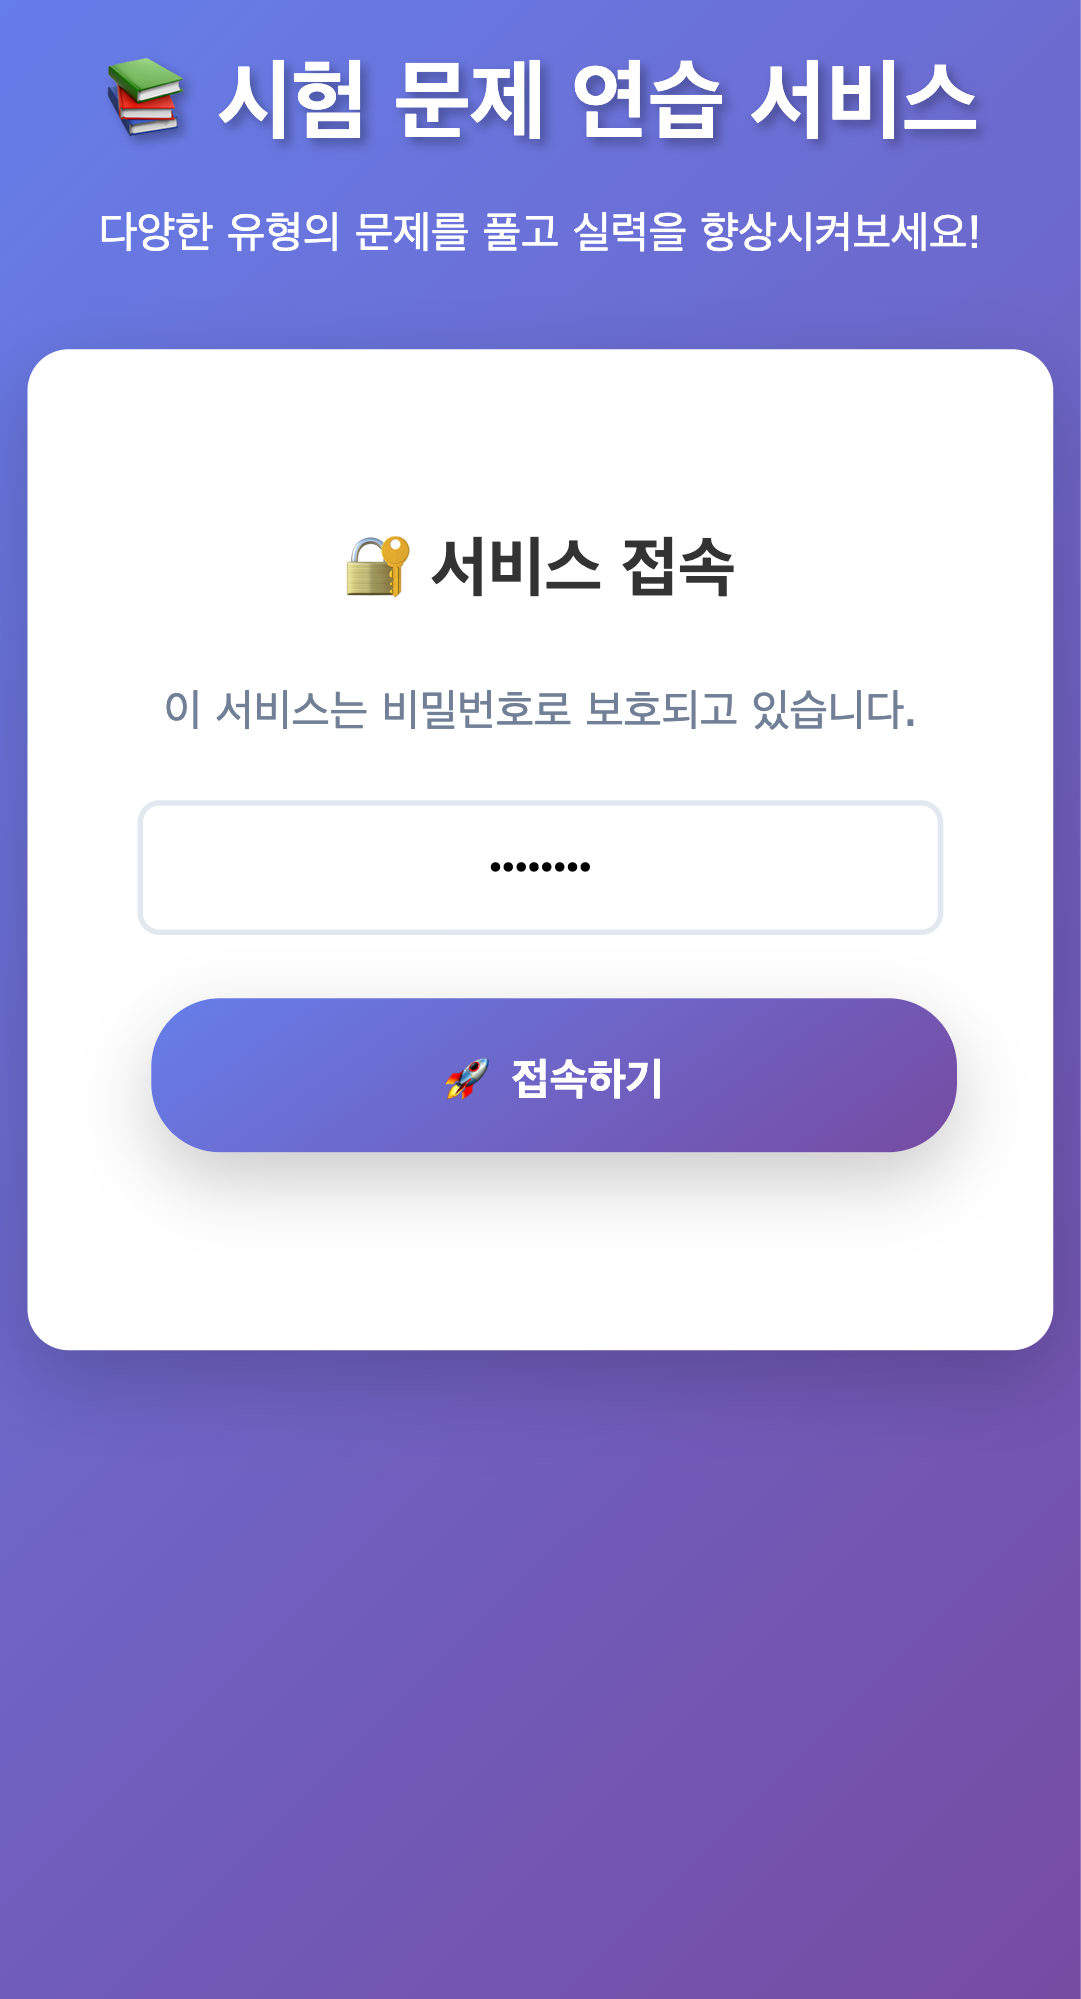 📚 시험 문제 연습 서비스
다양한 유형의 문제를 풀고 실력을 향상시켜보세요!
🔐 서비스 접속
이 서비스는 비밀번호로 보호되고 있습니다.
••••••••
🚀 접속하기